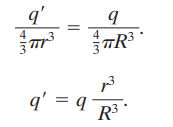 q' / (4/3 πr³) = q / (4/3 πR³).
q' = q r³/R³.